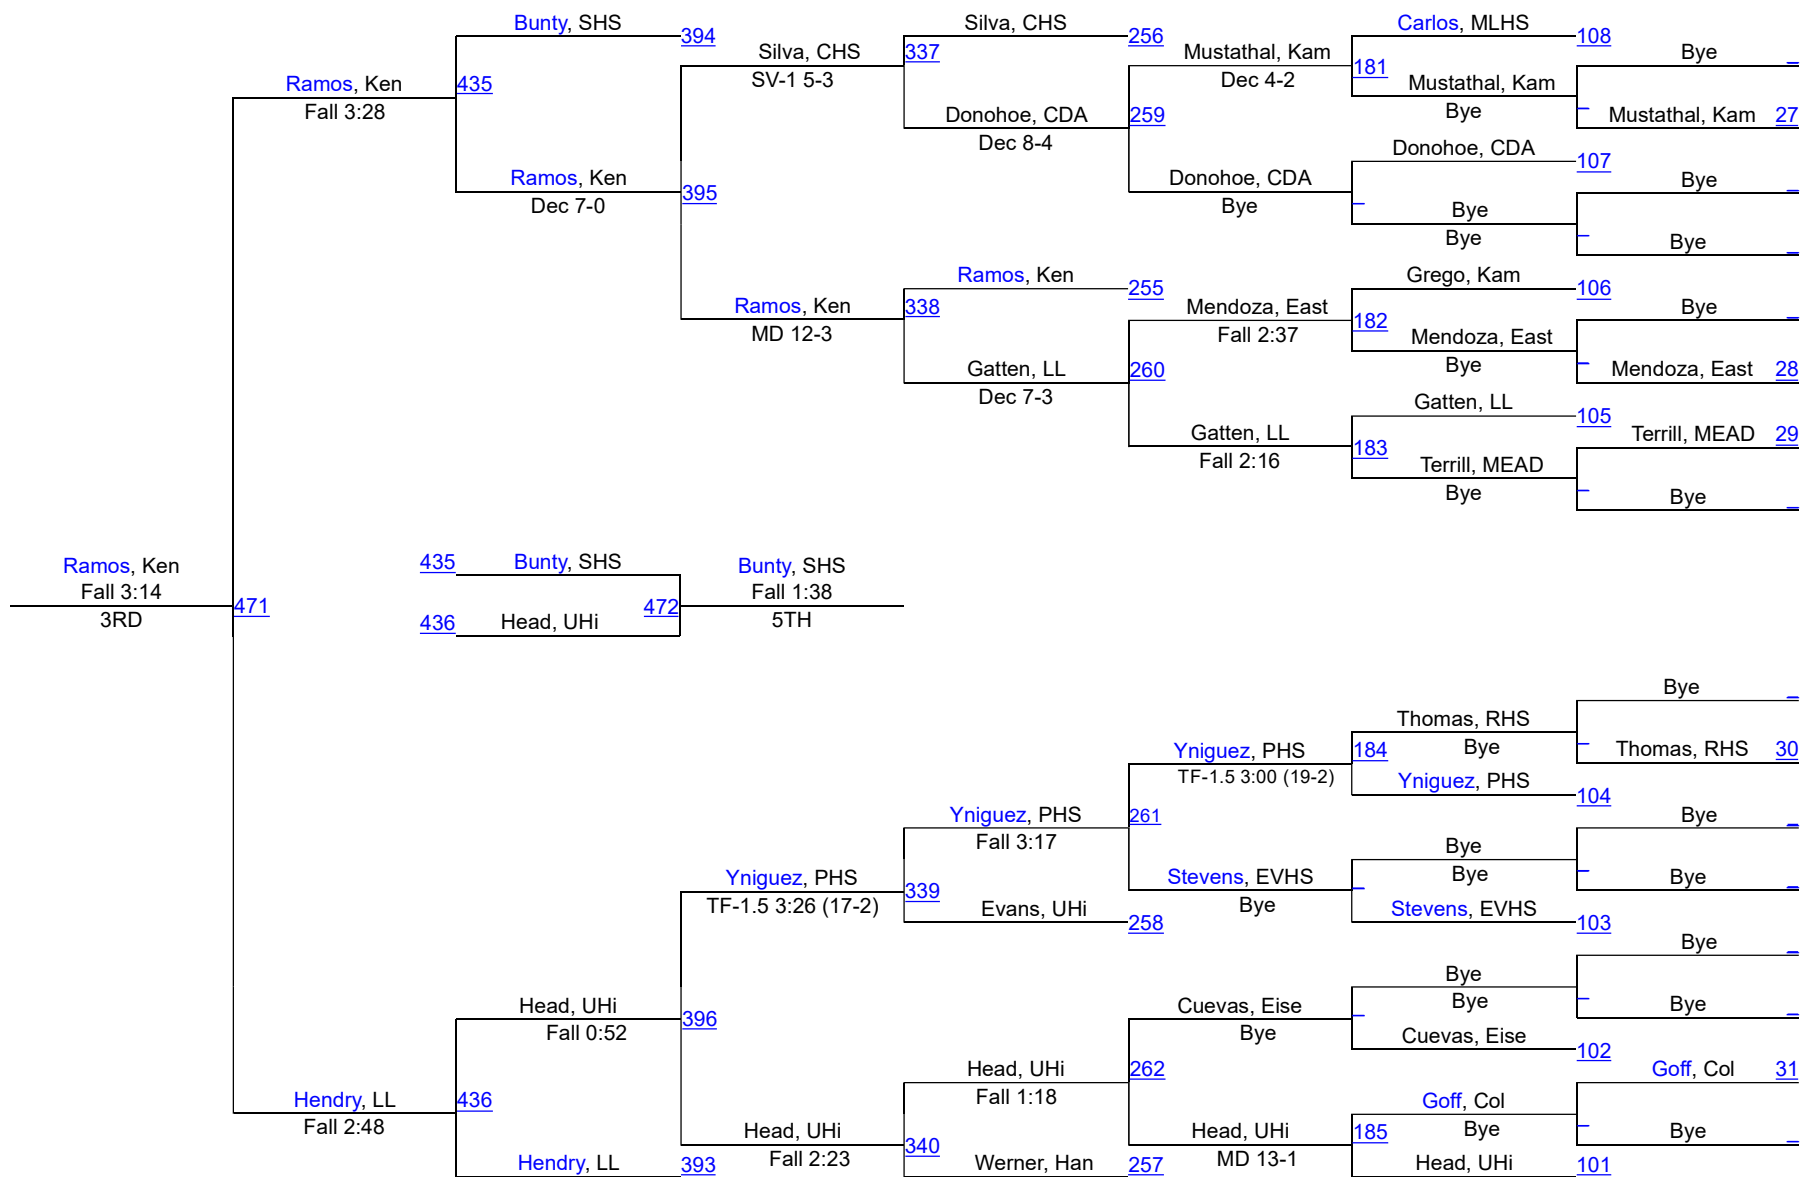 Bunty, SHS
394
Silva, CHS
256
Carlos, MLHS
108
Silva, CHS
337
Mustathal, Kam
Bye
_
SV-1 5-3
Dec 4-2
181
Ramos, Ken
435
Mustathal, Kam
Fall 3:28
Donohoe, CDA
259
Bye
_
Mustathal, Kam 27
Dec 8-4
Donohoe, CDA
107
Ramos, Ken
395
Donohoe, CDA
Bye
_
Dec 7-0
Bye
_
Bye
Bye
_
Bye
_
Ramos, Ken
255
Grego, Kam
106
Ramos, Ken
338
Mendoza, East
Bye
_
MD 12-3
Fall 2:37
182
Mendoza, East
Gatten, LL
260
Bye
_
Mendoza, East 28
Dec 7-3
Gatten, LL
105
Gatten, LL
183
Terrill, MEAD 29
Fall 2:16
Terrill, MEAD
Bye
_
Bye
_
Ramos, Ken
435
Bunty, SHS
Bunty, SHS
Fall 3:14
471
472
Fall 1:38
3RD
436
Head, UHi
5TH
Bye
_
Thomas, RHS
Yniguez, PHS
184
Bye
_
Thomas, RHS 30
TF-1.5 3:00 (19-2)
Yniguez, PHS
104
Yniguez, PHS
261
Bye
_
Fall 3:17
Bye
Yniguez, PHS
339
Stevens, EVHS
_
Bye
_
Bye
_
TF-1.5 3:26 (17-2)
Evans, UHi
258
Bye
Stevens, EVHS
103
Bye
_
Bye
Head, UHi
396
Cuevas, Eise
_
Bye
_
Bye
_
Fall 0:52
Bye
Cuevas, Eise
102
Head, UHi
262
Goff, Col 31
Hendry, LL
436
Fall 1:18
Goff, Col
Fall 2:48
Head, UHi
340
Head, UHi
185
Bye
_
Bye
_
Hendry, LL
393
Fall 2:23
Werner, Han
257
MD 13-1
Head, UHi
101